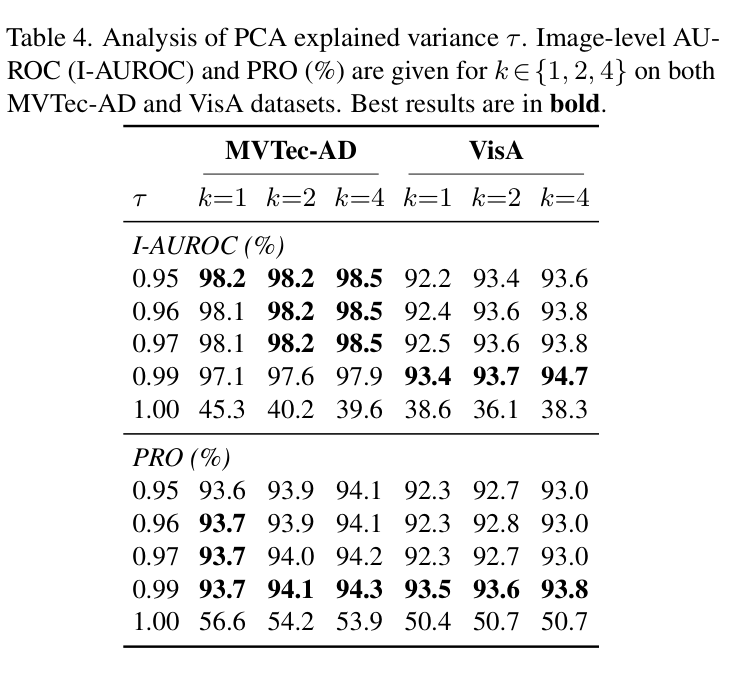 Table 4. Analysis of PCA explained variance τ. Image-level AU-
ROC (I-AUROC) and PRO (%) are given for k ∈ {1, 2, 4} on both
MVTec-AD and VisA datasets. Best results are in bold.
MVTec-AD VisA
τ k=1 k=2 k=4 k=1 k=2 k=4
I-AUROC (%)
0.95 98.2 98.2 98.5 92.2 93.4 93.6
0.96 98.1 98.2 98.5 92.4 93.6 93.8
0.97 98.1 98.2 98.5 92.5 93.6 93.8
0.99 97.1 97.6 97.9 93.4 93.7 94.7
1.00 45.3 40.2 39.6 38.6 36.1 38.3
PRO (%)
0.95 93.6 93.9 94.1 92.3 92.7 93.0
0.96 93.7 93.9 94.1 92.3 92.8 93.0
0.97 93.7 94.0 94.2 92.3 92.7 93.0
0.99 93.7 94.1 94.3 93.5 93.6 93.8
1.00 56.6 54.2 53.9 50.4 50.7 50.7